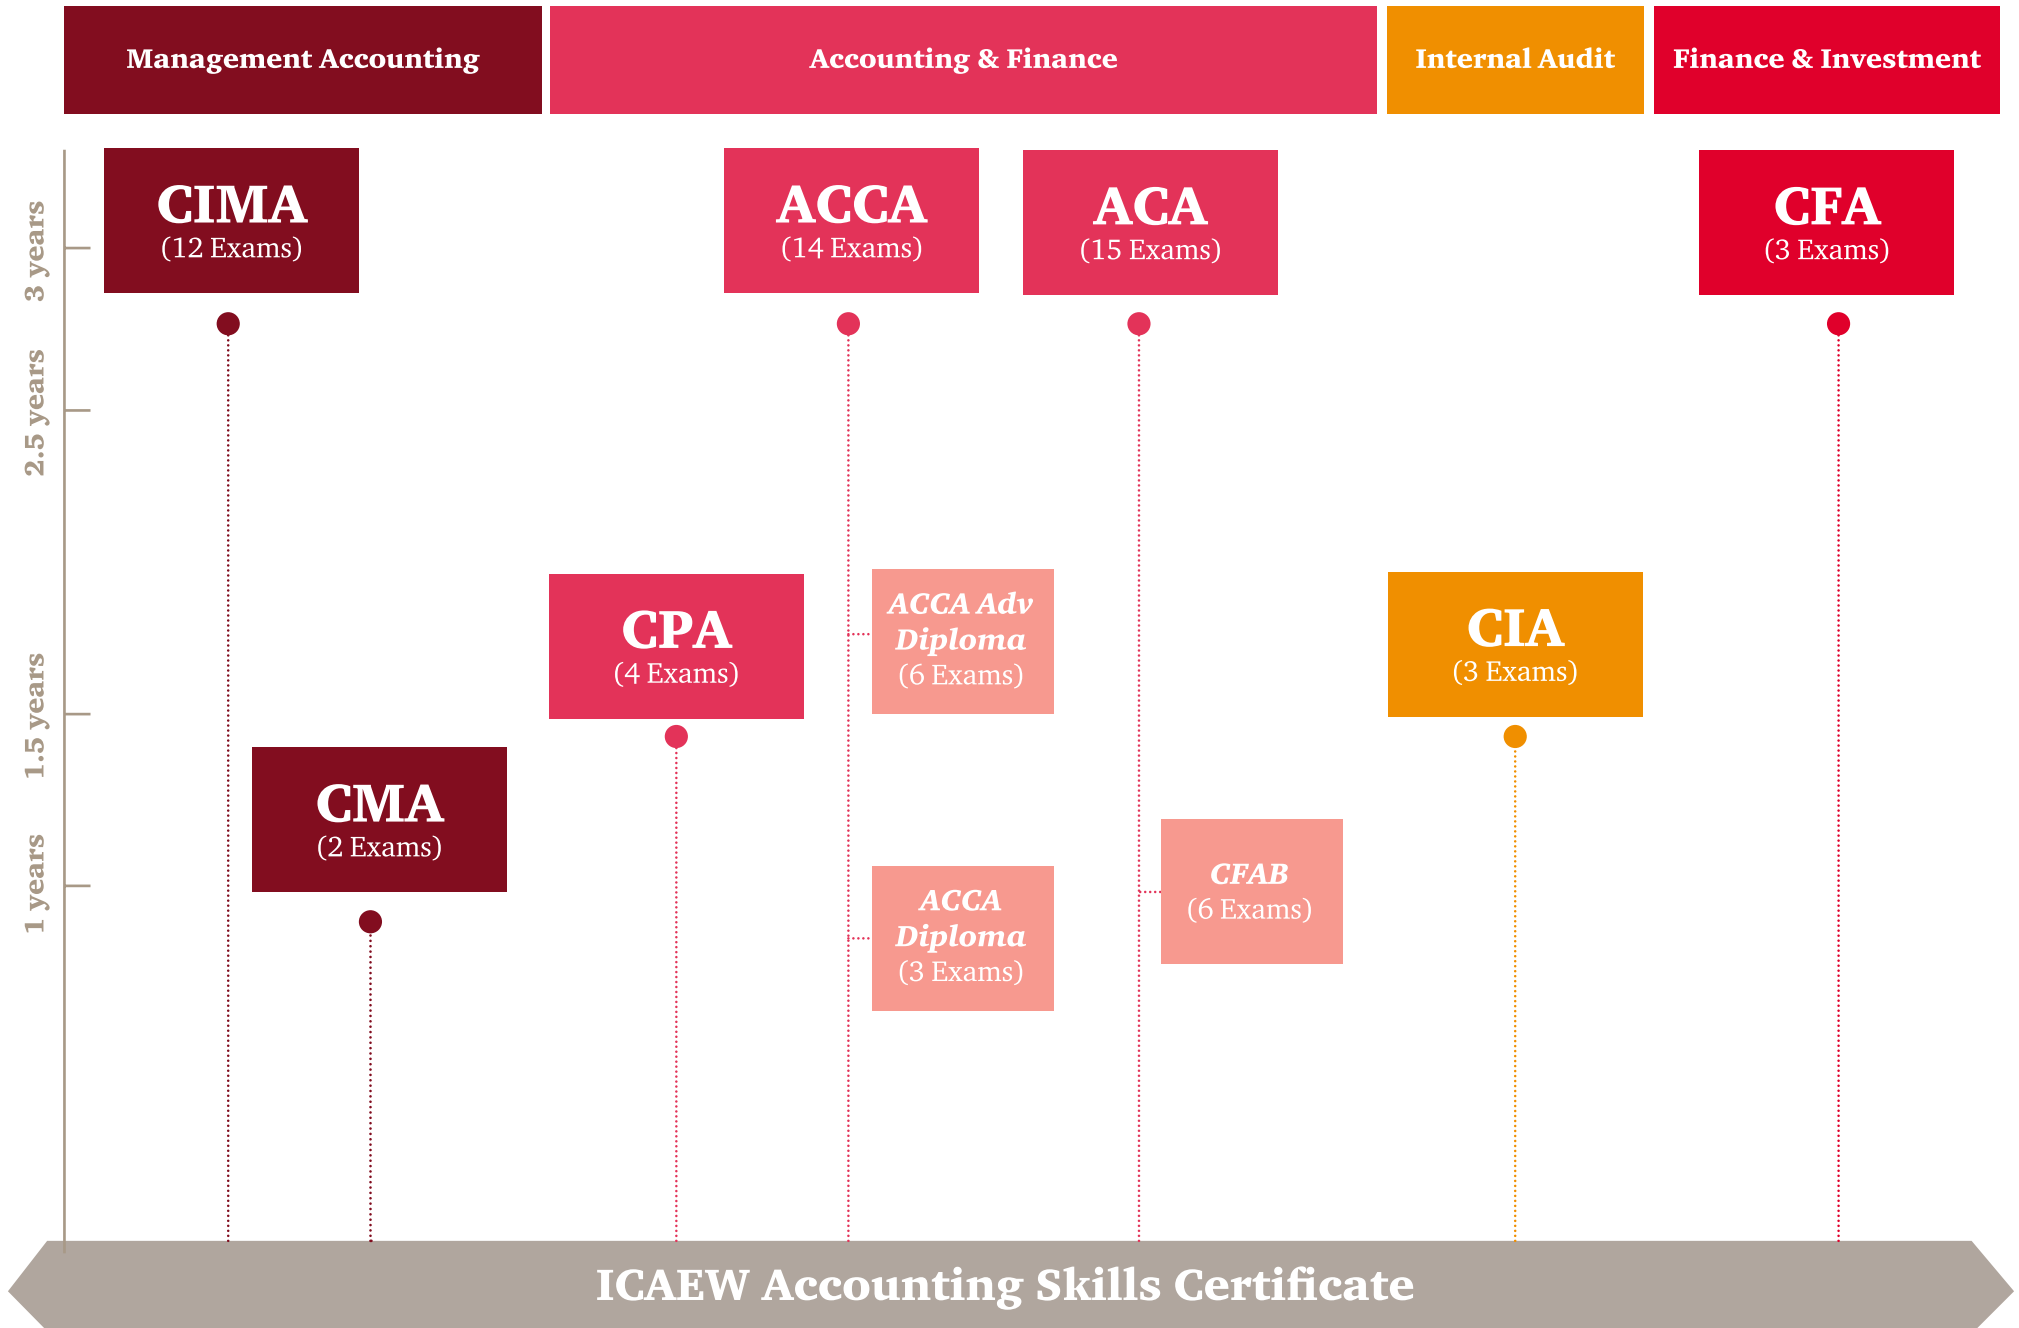 Management Accounting
Accounting & Finance
Internal Audit
Finance & Investment
3 years
2.5 years
1.5 years
1 years
CIMA
(12 Exams)
ACCA
(14 Exams)
ACA
(15 Exams)
CFA
(3 Exams)
CPA
(4 Exams)
ACCA Adv
Diploma
(6 Exams)
CIA
(3 Exams)
CMA
(2 Exams)
ACCA
Diploma
(3 Exams)
CFAB
(6 Exams)
ICAEW Accounting Skills Certificate